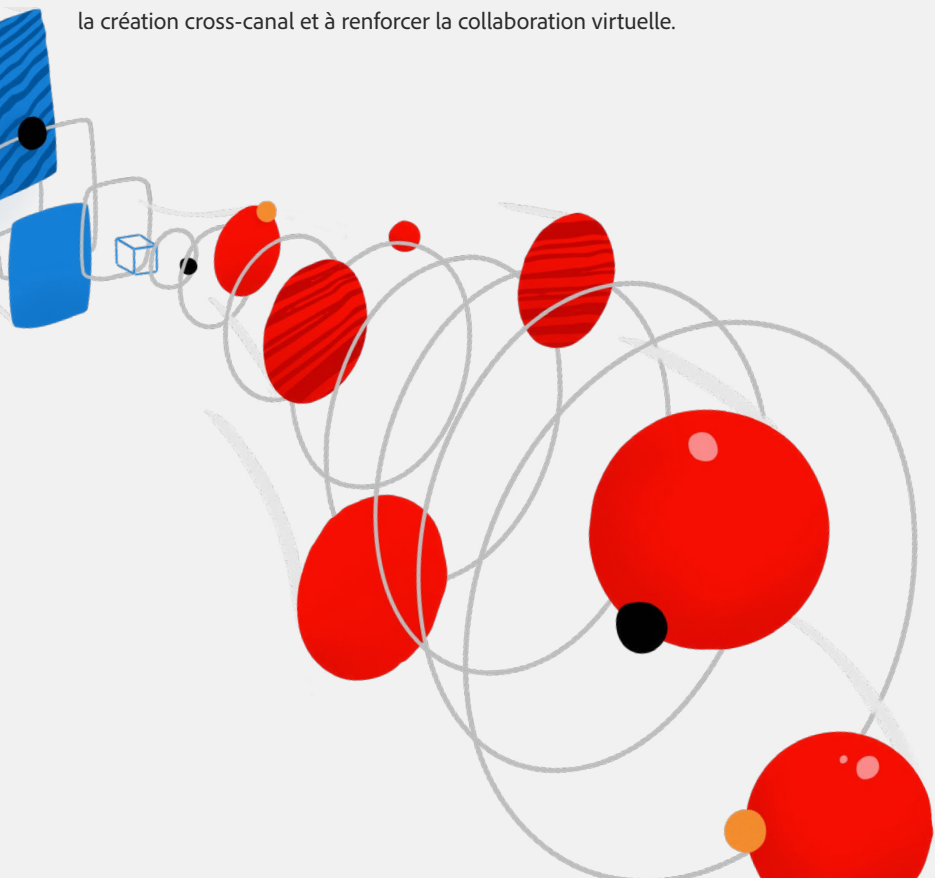 la création cross-canal et à renforcer la collaboration virtuelle.